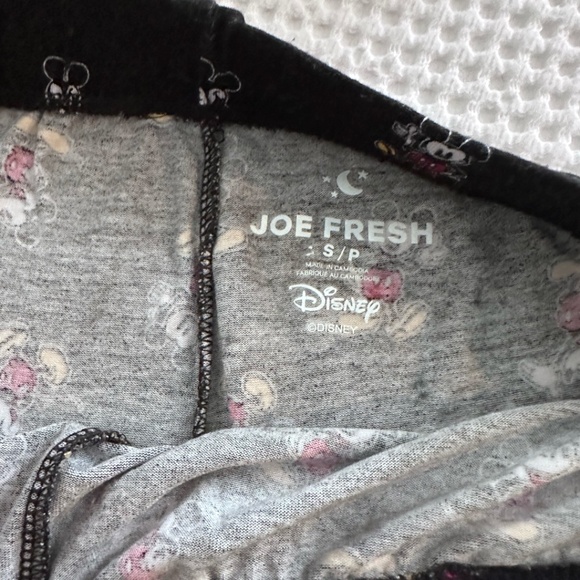 JOE FRESH
S/P
MADE IN CAMBODIA
FABRIQUÉ AU CAMBODGE
Disney
©DISNEY